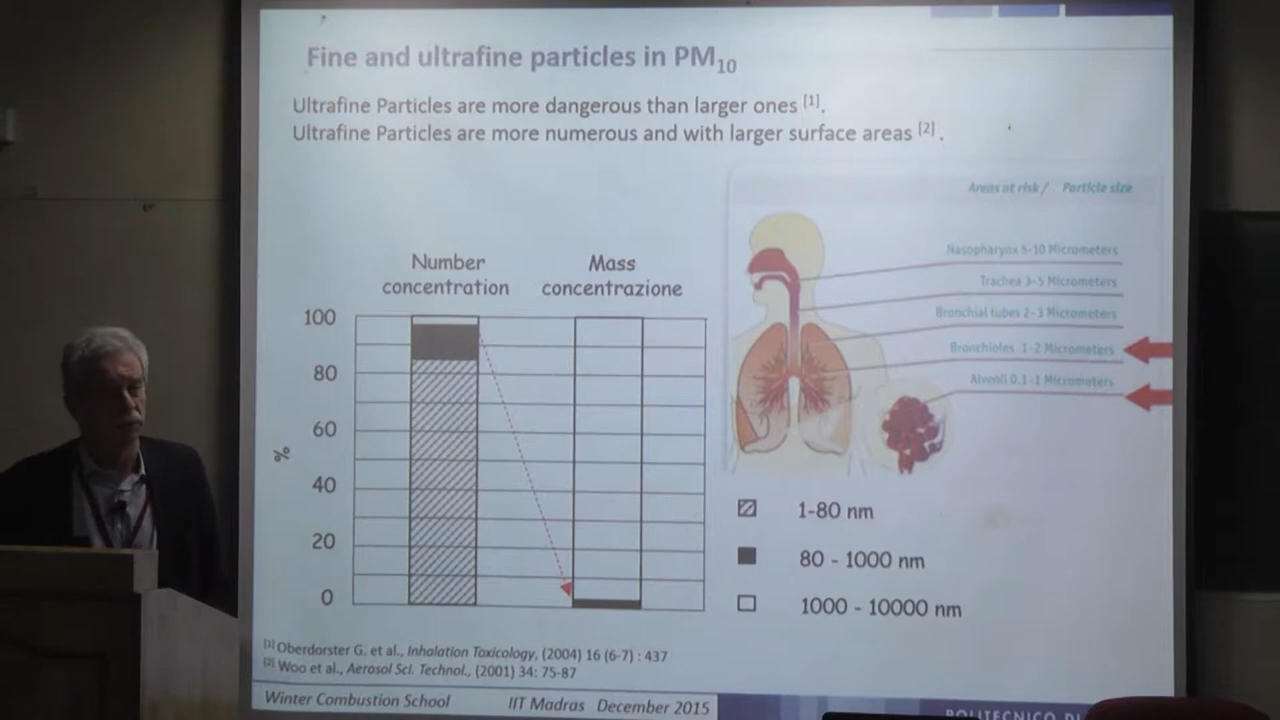 Fine and ultrafine particles in PM10
Ultrafine Particles are more dangerous than larger ones [1].
Ultrafine Particles are more numerous and with larger surface areas [2].
Areas at risk / Particle size
Nasopharynx 5-10 Micrometers
Trachea 3-5 Micrometers
Bronchial tubes 2-3 Micrometers
Bronchioles 1-2 Micrometers
Alveoli 0.1-1 Micrometers
Number concentration
Mass concentrazione
100
80
60
40
20
0
%
1-80 nm
80 - 1000 nm
1000 - 10000 nm
[1] Oberdorster G. et al., Inhalation Toxicology, (2004) 16 (6-7) : 437
[2] Woo et al., Aerosol Sci. Technol., (2001) 34: 75-87
Winter Combustion School IIT Madras December 2015
POLITECNICO DI